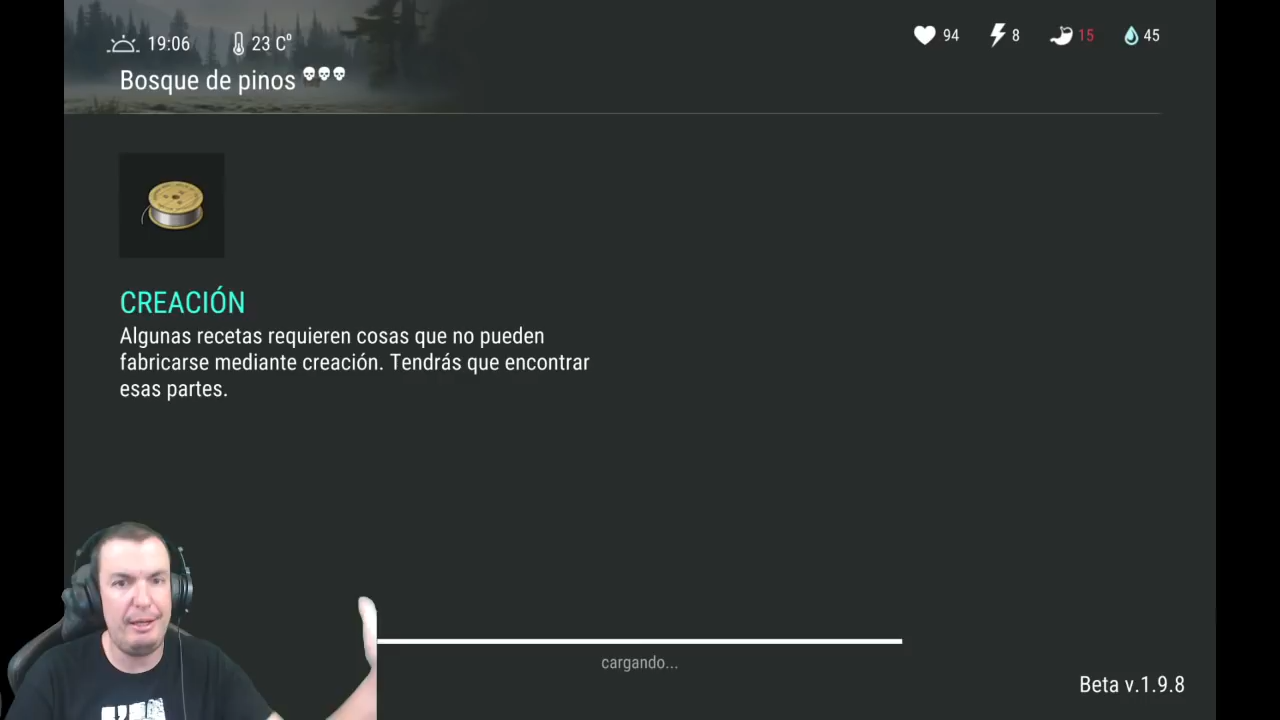 19:06 23 C° 94 8 15 45
Bosque de pinos
CREACIÓN
Algunas recetas requieren cosas que no pueden
fabricarse mediante creación. Tendrás que encontrar
esas partes.
cargando...
Beta v.1.9.8